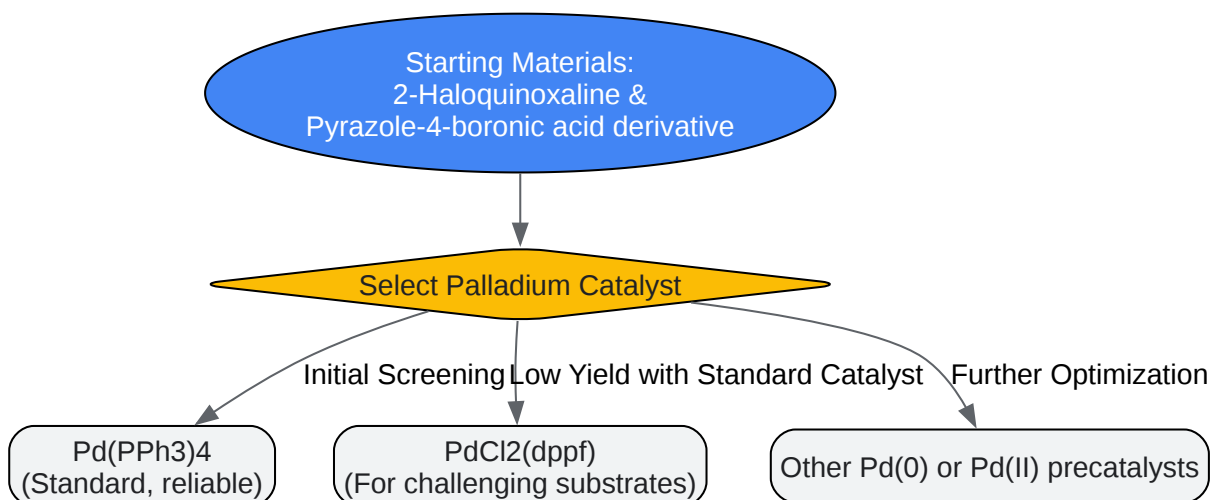 Starting Materials:
2-Haloquinoxaline &
Pyrazole-4-boronic acid derivative
Select Palladium Catalyst
Initial Screening
Low Yield with Standard Catalyst
Further Optimization
Pd(PPh3)4
(Standard, reliable)
PdCl2(dppf)
(For challenging substrates)
Other Pd(0) or Pd(II) precatalysts